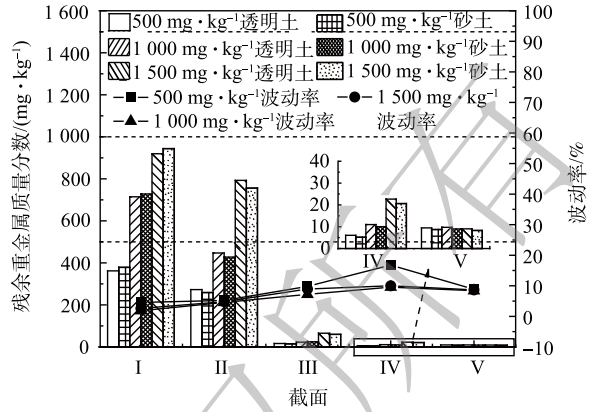 1 600
1 400
1 200
1 000
800
600
400
200
0
残余重金属质量分数/(mg·kg⁻¹)
500 mg·kg⁻¹透明土
500 mg·kg⁻¹砂土
1 000 mg·kg⁻¹透明土
1 000 mg·kg⁻¹砂土
1 500 mg·kg⁻¹透明土
1 500 mg·kg⁻¹砂土
500 mg·kg⁻¹波动率
1 500 mg·kg⁻¹
1 000 mg·kg⁻¹波动率
波动率
40
30
20
10
0
IV
V
100
90
80
70
60
50
40
30
20
10
0
−10
波动率/%
I
II
III
IV
V
截面
所有